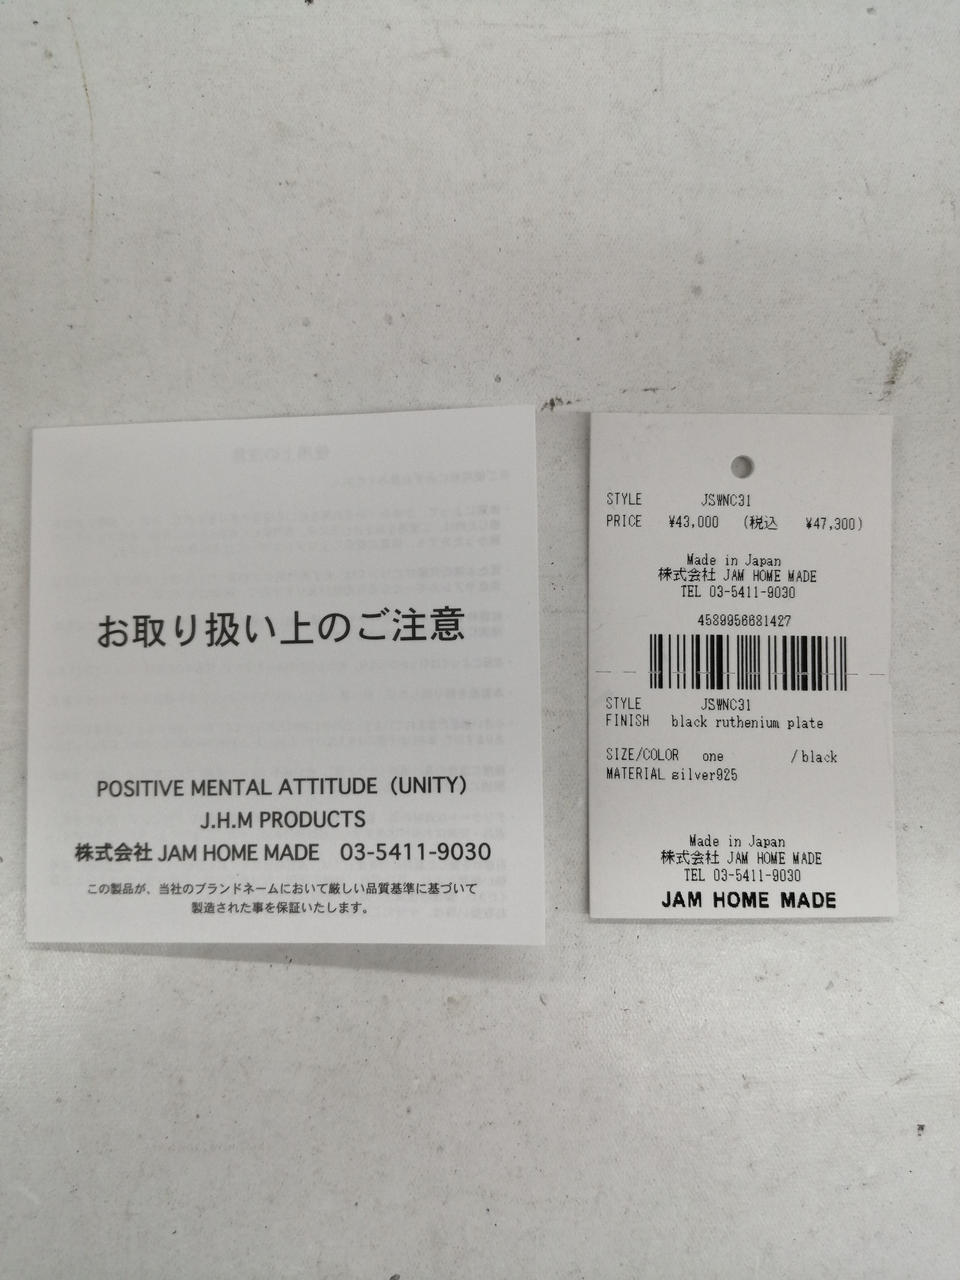 お取り扱い上のご注意
POSITIVE MENTAL ATTITUDE（UNITY）
J.H.M PRODUCTS
株式会社 JAM HOME MADE　03-5411-9030
この製品が、当社のブランドネームにおいて厳しい品質基準に基づいて
製造された事を保証いたします。
STYLE JSWNC31
PRICE ¥43,000 (税込 ¥47,300)
Made in Japan
株式会社 JAM HOME MADE
TEL 03-5411-9030
4589956681427
STYLE JSWNC31
FINISH black ruthenium plate
SIZE/COLOR one /black
MATERIAL silver925
Made in Japan
株式会社 JAM HOME MADE
TEL 03-5411-9030
JAM HOME MADE